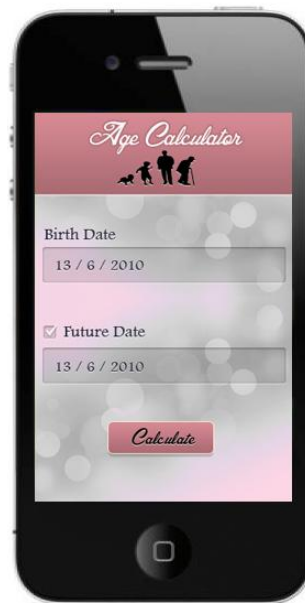 Age Calculator
Birth Date
13 / 6 / 2010
Future Date
13 / 6 / 2010
Calculate